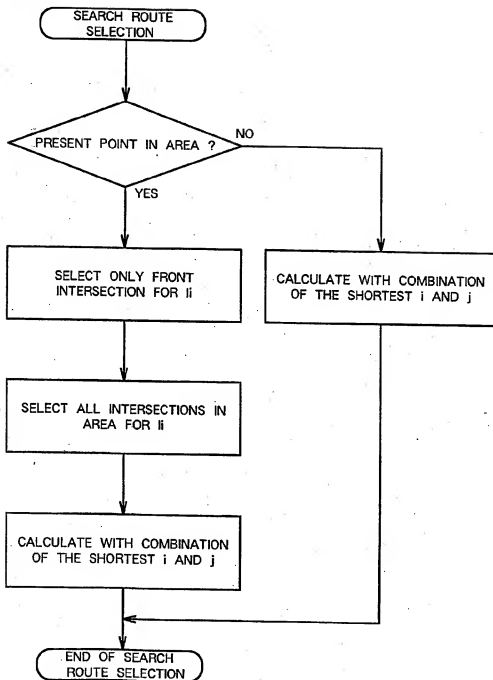 SEARCH ROUTE
SELECTION
PRESENT POINT IN AREA ?
NO
YES
SELECT ONLY FRONT
INTERSECTION FOR Ii
CALCULATE WITH COMBINATION
OF THE SHORTEST i AND j
SELECT ALL INTERSECTIONS IN
AREA FOR Ii
CALCULATE WITH COMBINATION
OF THE SHORTEST i AND j
END OF SEARCH
ROUTE SELECTION